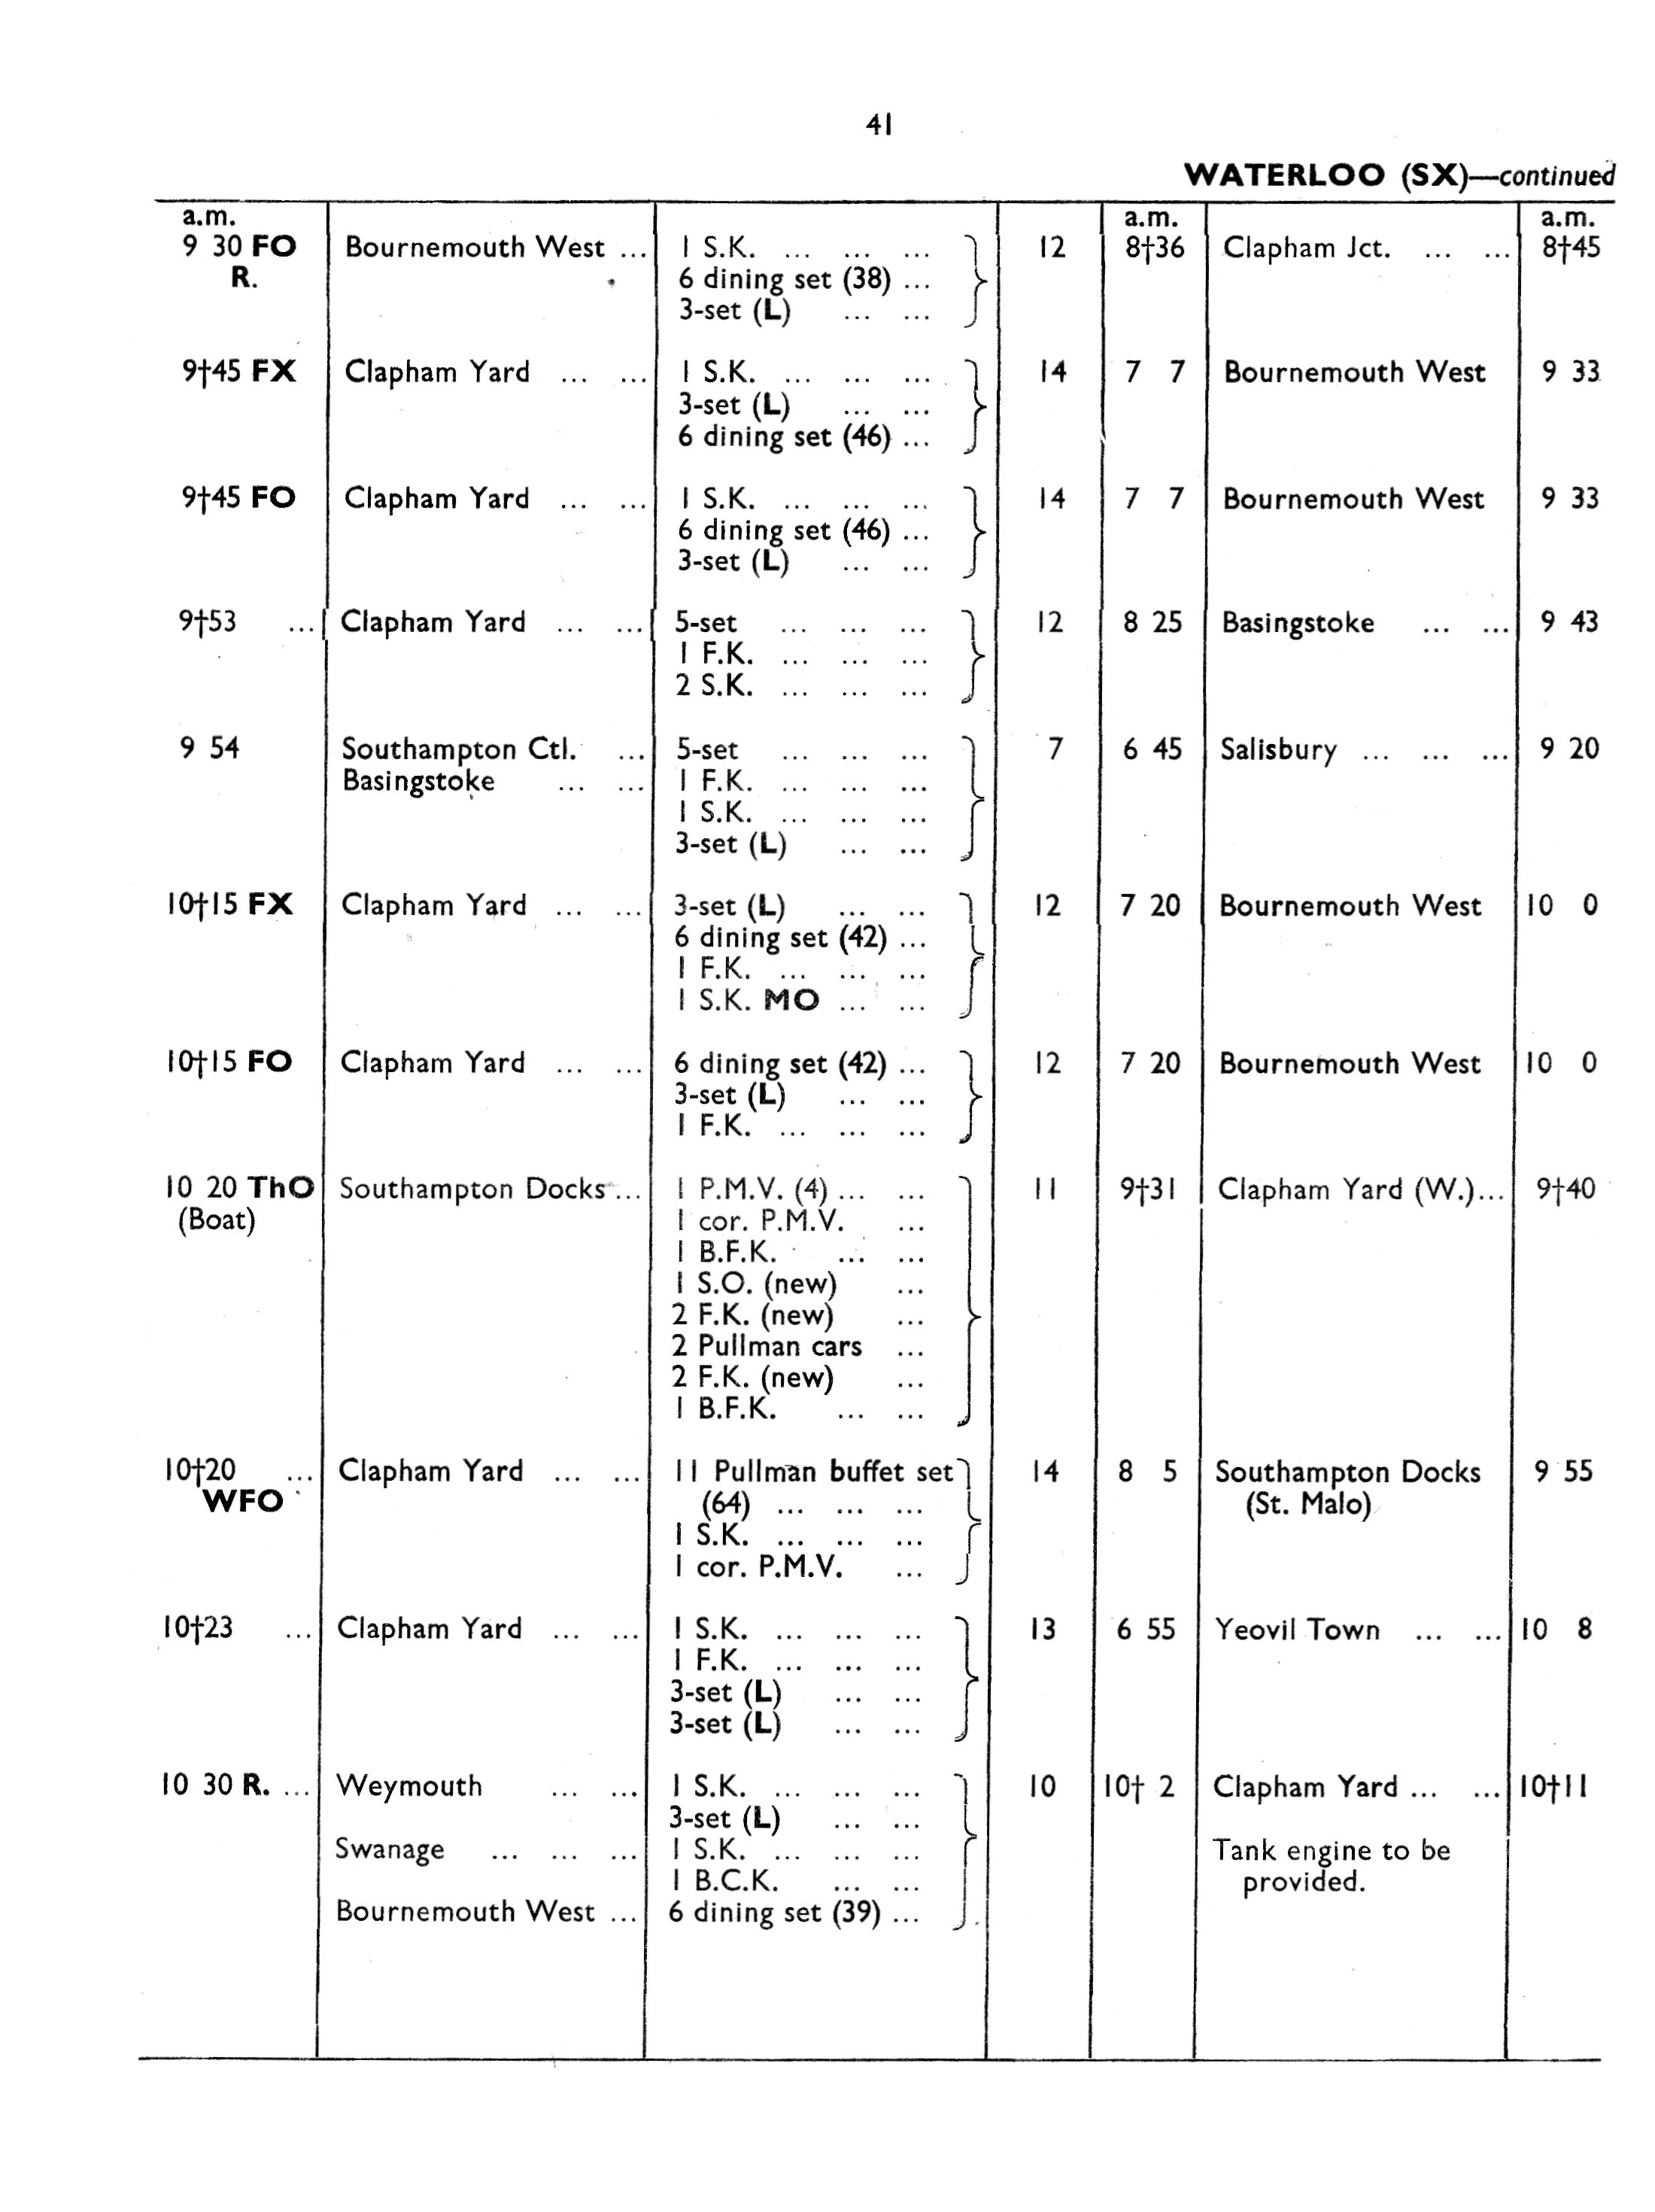 41
WATERLOO (SX)—continued
a.m. a.m. a.m.
9 30 FO Bournemouth West ... 1 S.K. ... ... ... 12 8†36 Clapham Jct. ... ... 8†45
R. 6 dining set (38) ...
3-set (L) ... ...
9†45 FX Clapham Yard ... ... 1 S.K. ... ... ... 14 7 7 Bournemouth West 9 33
3-set (L) ... ...
6 dining set (46) ...
9†45 FO Clapham Yard ... ... 1 S.K. ... ... ... 14 7 7 Bournemouth West 9 33
6 dining set (46) ...
3-set (L) ... ...
9†53 ... Clapham Yard ... ... 5-set ... ... ... 12 8 25 Basingstoke ... ... 9 43
1 F.K. ... ... ...
2 S.K. ... ... ...
9 54 Southampton Ctl. ... 5-set ... ... ... 7 6 45 Salisbury ... ... ... 9 20
Basingstoke ... ... 1 F.K. ... ... ...
1 S.K. ... ... ...
3-set (L) ... ...
10†15 FX Clapham Yard ... ... 3-set (L) ... ... 12 7 20 Bournemouth West 10 0
6 dining set (42) ...
1 F.K. ... ... ...
1 S.K. MO ... ...
10†15 FO Clapham Yard ... ... 6 dining set (42) ... 12 7 20 Bournemouth West 10 0
3-set (L) ... ...
1 F.K. ... ... ...
10 20 ThO Southampton Docks ... 1 P.M.V. (4) ... ... 11 9†31 Clapham Yard (W.)... 9†40
(Boat) 1 cor. P.M.V. ...
1 B.F.K. ... ...
1 S.O. (new) ...
2 F.K. (new) ...
2 Pullman cars ...
2 F.K. (new) ...
1 B.F.K. ... ...
10†20 ... Clapham Yard ... ... 11 Pullman buffet set 14 8 5 Southampton Docks 9 55
WFO (64) ... ... ... (St. Malo)
1 S.K. ... ... ...
1 cor. P.M.V. ...
10†23 ... Clapham Yard ... ... 1 S.K. ... ... ... 13 6 55 Yeovil Town ... ... 10 8
1 F.K. ... ... ...
3-set (L) ... ...
3-set (L) ... ...
10 30 R. ... Weymouth ... ... 1 S.K. ... ... ... 10 10† 2 Clapham Yard ... ... 10†11
3-set (L) ... ...
Swanage ... ... ... 1 S.K. ... ... ... Tank engine to be
1 B.C.K. ... ... provided.
Bournemouth West ... 6 dining set (39) ...